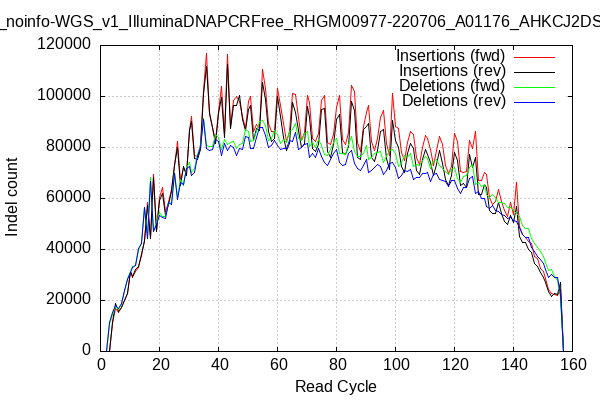 _noinfo-WGS_v1_IlluminaDNAPCRFree_RHGM00977-220706_A01176_AHKCJ2DS
Insertions (fwd)
Insertions (rev)
Deletions (fwd)
Deletions (rev)
Indel count
120000
100000
80000
60000
40000
20000
0
0 20 40 60 80 100 120 140 160
Read Cycle